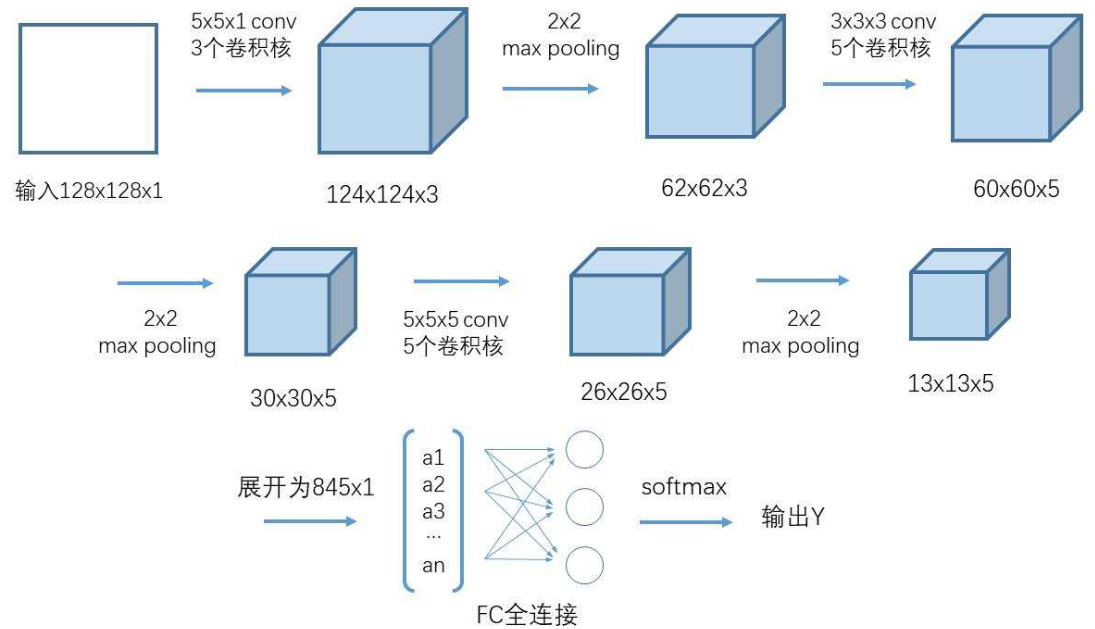 5x5x1 conv
3个卷积核
2x2
max pooling
3x3x3 conv
5个卷积核
输入128x128x1
124x124x3
62x62x3
60x60x5
2x2
max pooling
5x5x5 conv
5个卷积核
2x2
max pooling
30x30x5
26x26x5
13x13x5
展开为845x1
a1
a2
a3
...
an
softmax
输出Y
FC全连接